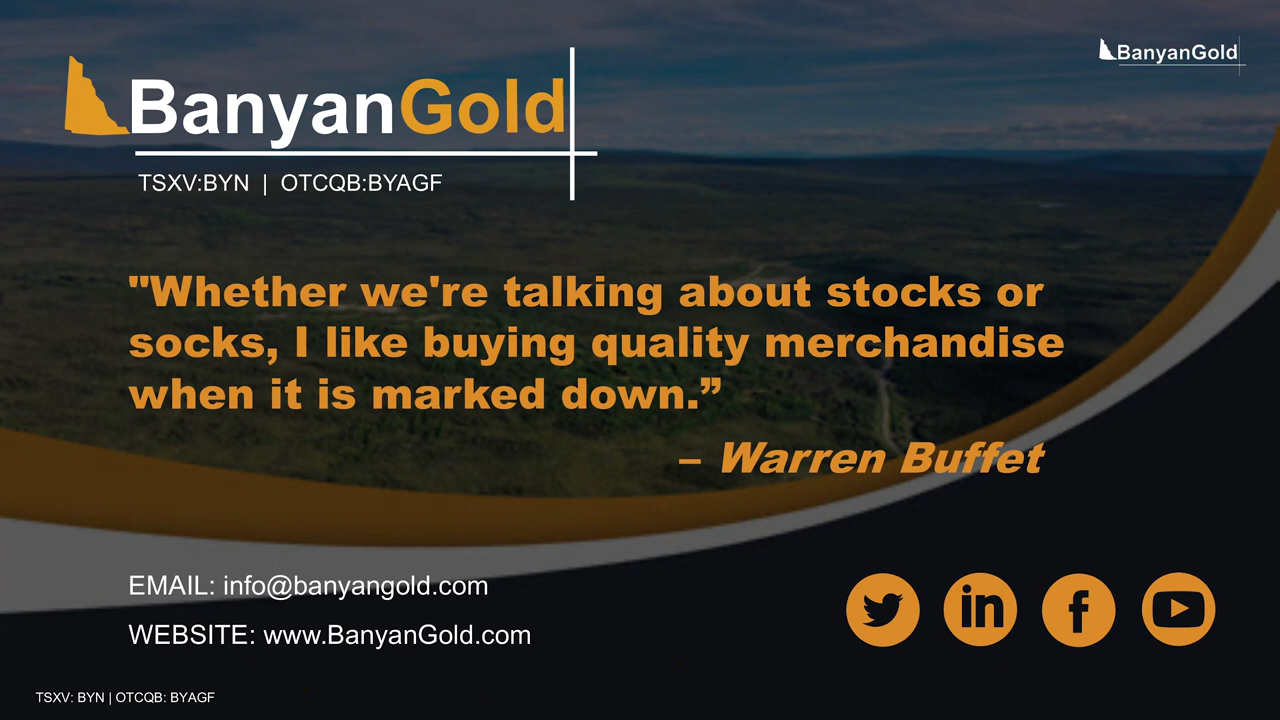 BanyanGold
BanyanGold
TSXV:BYN | OTCQB:BYAGF
"Whether we're talking about stocks or
socks, I like buying quality merchandise
when it is marked down.”
– Warren Buffet
EMAIL: info@banyangold.com
WEBSITE: www.BanyanGold.com
in
f
TSXV: BYN | OTCQB: BYAGF